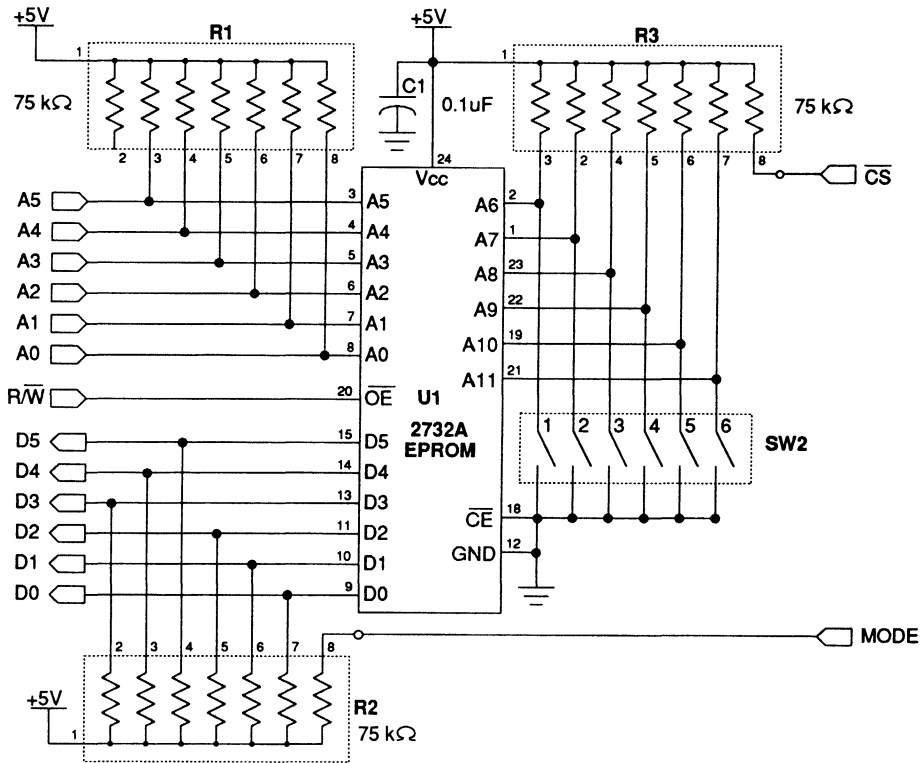 +5V
R1
1
75 kΩ
2 3 4 5 6 7 8
+5V
C1
0.1uF
R3
1
75 kΩ
3 2 4 5 6 7 8
C̅S̅
24
Vcc
A5 3 A5
A4 4 A4
A3 5 A3
A2 6 A2
A1 7 A1
A0 8 A0
R/W̅ 20 O̅E̅
U1
2732A
EPROM
D5 15 D5
D4 14 D4
D3 13 D3
D2 11 D2
D1 10 D1
D0 9 D0
A6 2
A7 1
A8 23
A9 22
A10 19
A11 21
1 2 3 4 5 6
SW2
C̅E̅ 18
GND 12
2 3 4 5 6 7 8
MODE
+5V
1
R2
75 kΩ